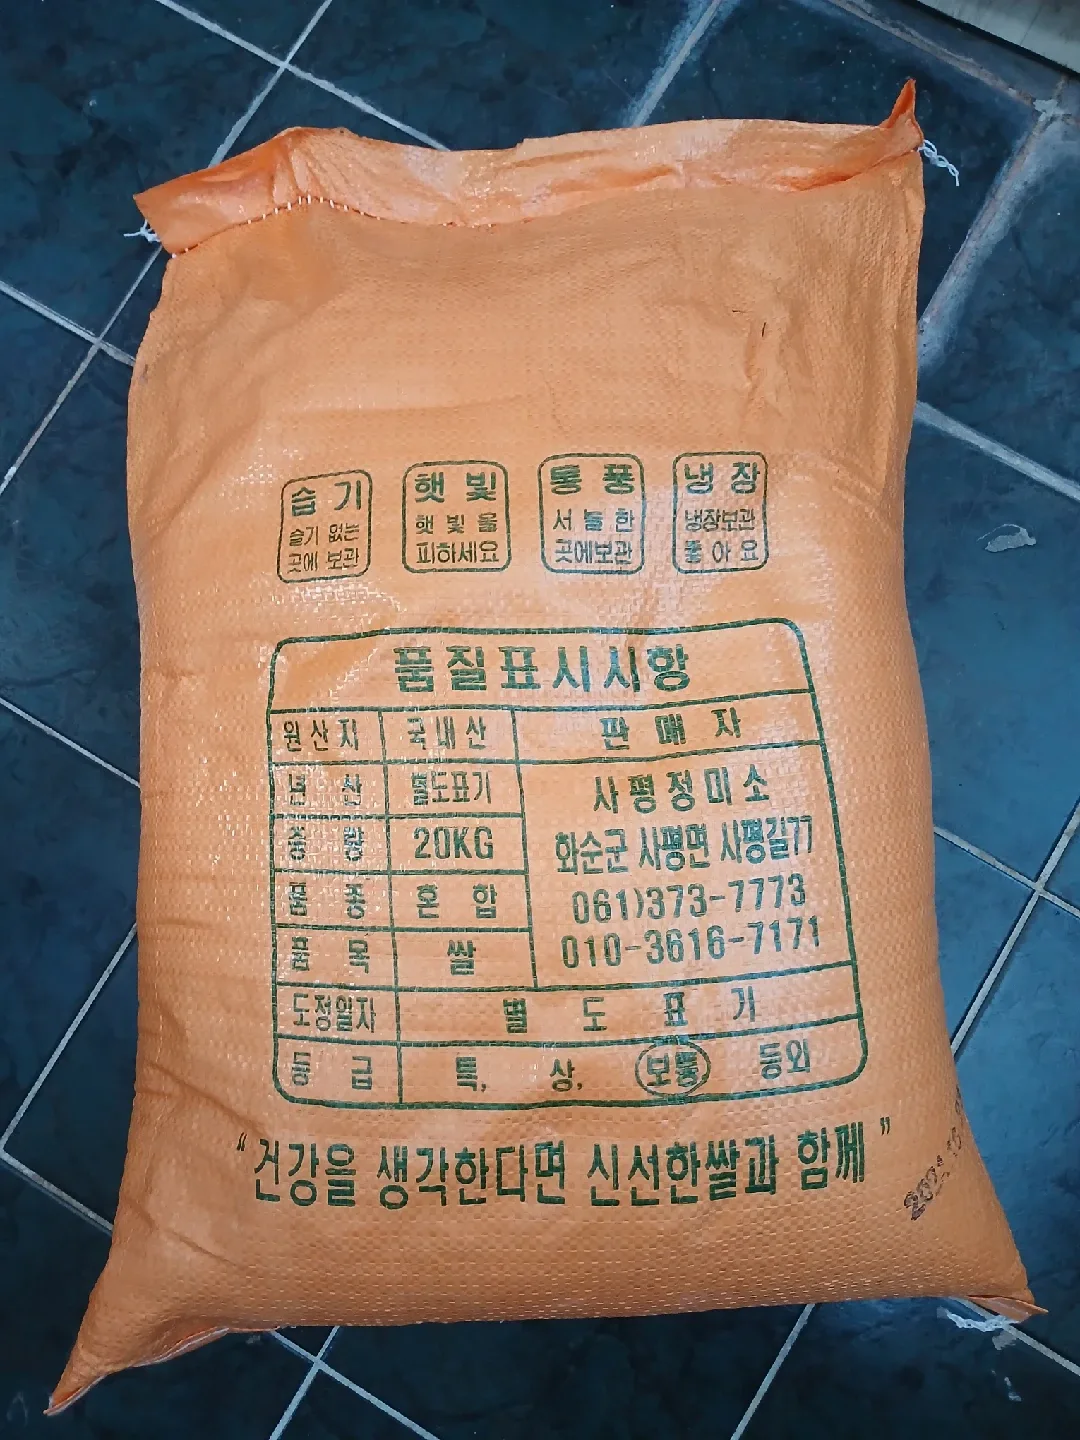 습기
습기 없는
곳에 보관
햇빛
햇빛을
피하세요
통풍
서늘한
곳에보관
냉장
냉장보관
좋아요
품질표시사항
원산지 국내산 판매자
년산 별도표기 사평정미소
중량 20KG 화순군 사평면 사평길77
품종 혼합 061)373-7773
품목 쌀 010-3616-7171
도정일자 별도표기
등급 특, 상, 보통 등외
“건강을 생각한다면 신선한쌀과 함께”